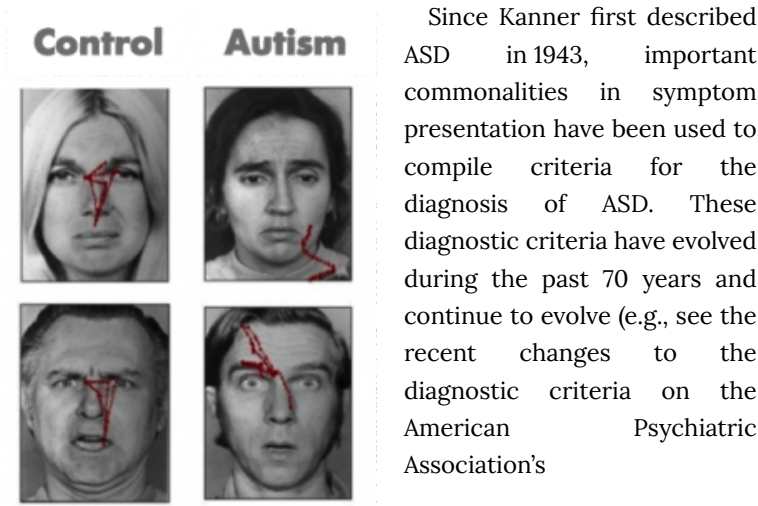 Control Autism
Since Kanner first described
ASD in 1943, important
commonalities in symptom
presentation have been used to
compile criteria for the
diagnosis of ASD. These
diagnostic criteria have evolved
during the past 70 years and
continue to evolve (e.g., see the
recent changes to the
diagnostic criteria on the
American Psychiatric
Association’s